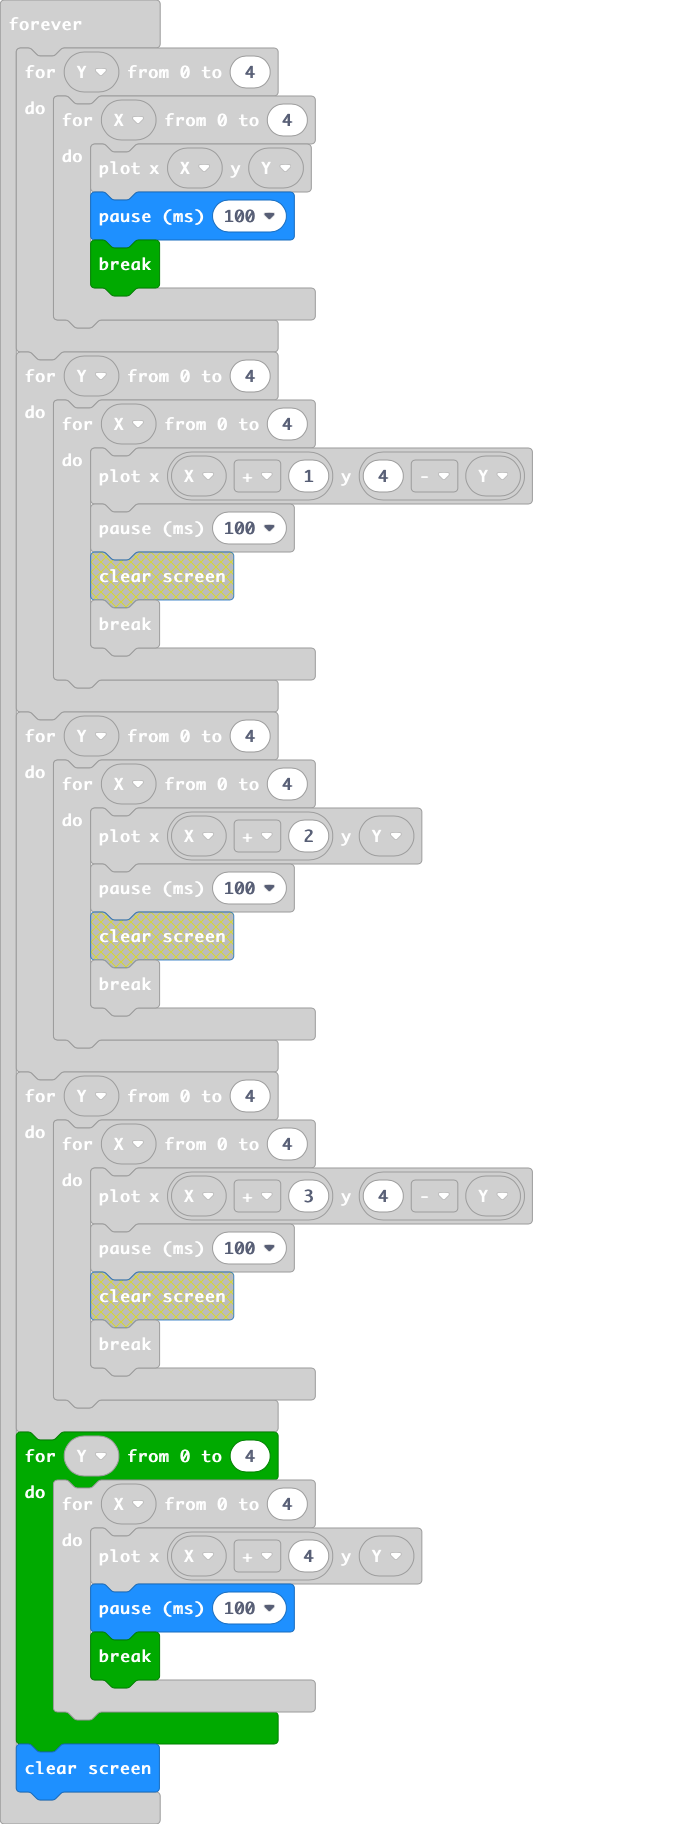 forever
for Y from 0 to 4
do for X from 0 to 4
do plot x X y Y
pause (ms) 100
break
for Y from 0 to 4
do for X from 0 to 4
do plot x X + 1 y 4 - Y
pause (ms) 100
clear screen
break
for Y from 0 to 4
do for X from 0 to 4
do plot x X + 2 y Y
pause (ms) 100
clear screen
break
for Y from 0 to 4
do for X from 0 to 4
do plot x X + 3 y 4 - Y
pause (ms) 100
clear screen
break
for Y from 0 to 4
do for X from 0 to 4
do plot x X + 4 y Y
pause (ms) 100
break
clear screen